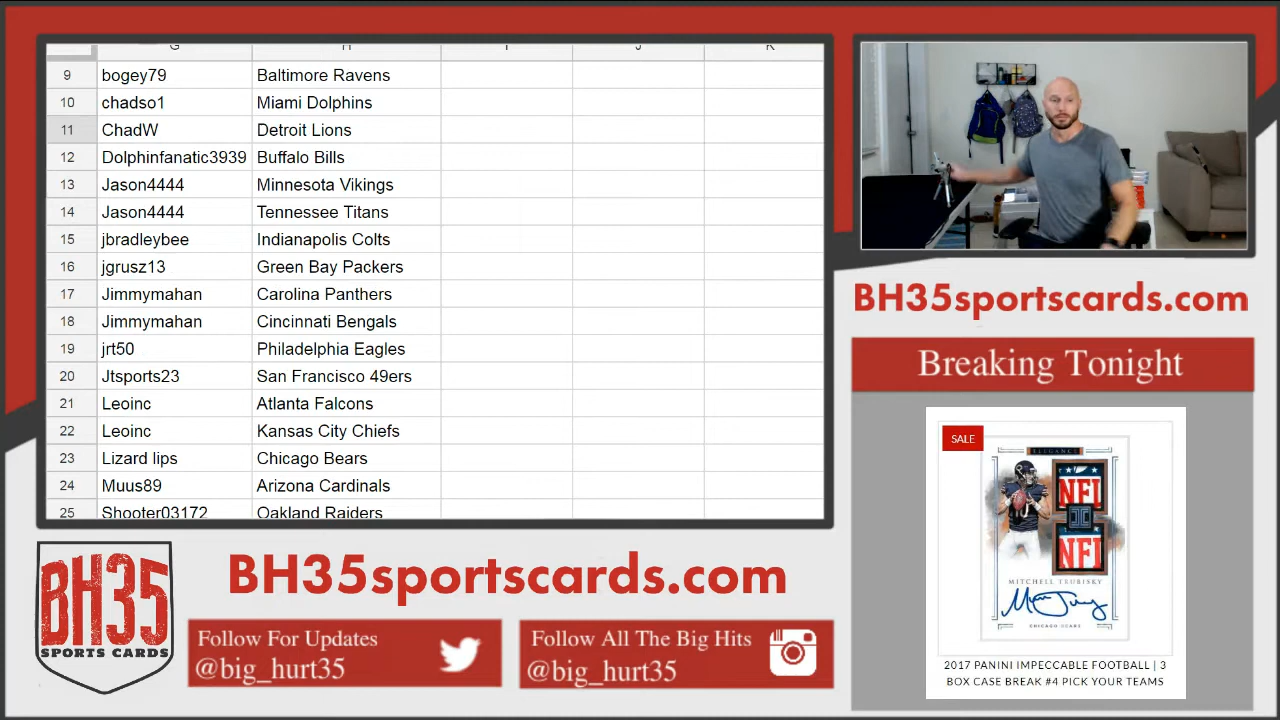 G H I J K
9 bogey79 Baltimore Ravens
10 chadso1 Miami Dolphins
11 ChadW Detroit Lions
12 Dolphinfanatic3939 Buffalo Bills
13 Jason4444 Minnesota Vikings
14 Jason4444 Tennessee Titans
15 jbradleybee Indianapolis Colts
16 jgrusz13 Green Bay Packers
17 Jimmymahan Carolina Panthers
18 Jimmymahan Cincinnati Bengals
19 jrt50 Philadelphia Eagles
20 Jtsports23 San Francisco 49ers
21 Leoinc Atlanta Falcons
22 Leoinc Kansas City Chiefs
23 Lizard lips Chicago Bears
24 Muus89 Arizona Cardinals
25 Shooter03172 Oakland Raiders
BH35sportscards.com
Breaking Tonight
SALE
ELEGANCE
NFL
NFL
MITCHELL TRUBISKY
CHICAGO BEARS
2017 PANINI IMPECCABLE FOOTBALL | 3
BOX CASE BREAK #4 PICK YOUR TEAMS
BH35
SPORTS CARDS
BH35sportscards.com
Follow For Updates
@big_hurt35
Follow All The Big Hits
@big_hurt35